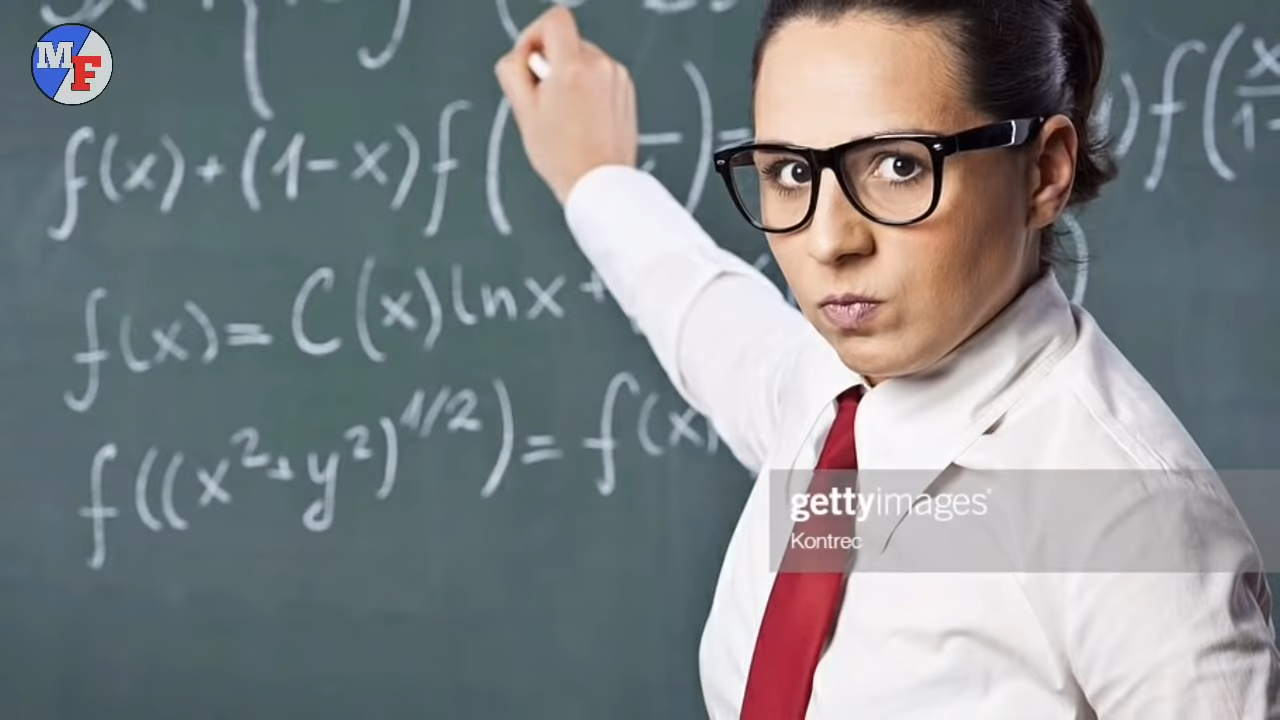 MF
f(x)+(1-x)f(
f(x)=C(x)lnx+
f((x²+y²)^1/2)=f(x
)f(x
gettyimages®
Kontrec